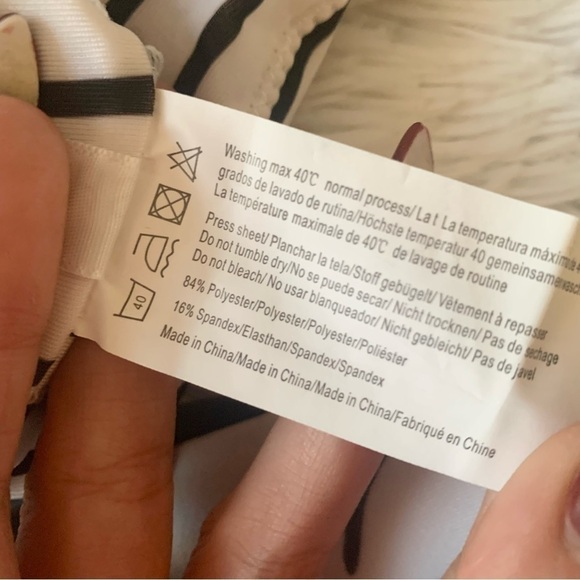 Washing max 40℃ normal process/ La t La temperatura máxima
grados de lavado de rutina/Höchste temperatur 40 gemeinsame
La température maximale de 40℃ de lavage de routine
Press sheet/ Planchar la tela/Stoff gebügelt/ Vêtement à repasser
Do not tumble dry/No se puede secar/ Nicht trocknen/ Pas de sechage
Do not bleach/ No usar blanqueador/ Nicht gebleicht/ Pas de javel
84% Polyester/Polyester/Polyester/Poliéster
16% Spandex/Elasthan/Spandex/Spandex
Made in China/Made in China/Made in China/Fabriqué en Chine
40